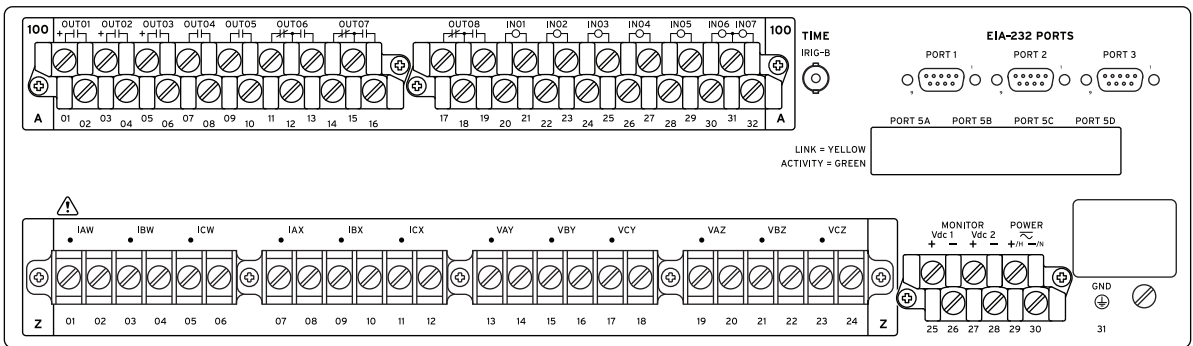 100 OUT01 OUT02 OUT03 OUT04 OUT05 OUT06 OUT07 OUT08 IN01 IN02 IN03 IN04 IN05 IN06 IN07 100
+ + +
A 01 02 03 04 05 06 07 08 09 10 11 12 13 14 15 16 17 18 19 20 21 22 23 24 25 26 27 28 29 30 31 32 A
TIME
IRIG-B
EIA-232 PORTS
PORT 1 PORT 2 PORT 3
1 1 1
9 9 9
PORT 5A PORT 5B PORT 5C PORT 5D
LINK = YELLOW
ACTIVITY = GREEN
IAW IBW ICW IAX IBX ICX VAY VBY VCY VAZ VBZ VCZ
Z 01 02 03 04 05 06 07 08 09 10 11 12 13 14 15 16 17 18 19 20 21 22 23 24 Z
MONITOR POWER
Vdc 1 Vdc 2
+ − + − +/H −/N
25 26 27 28 29 30
GND
31